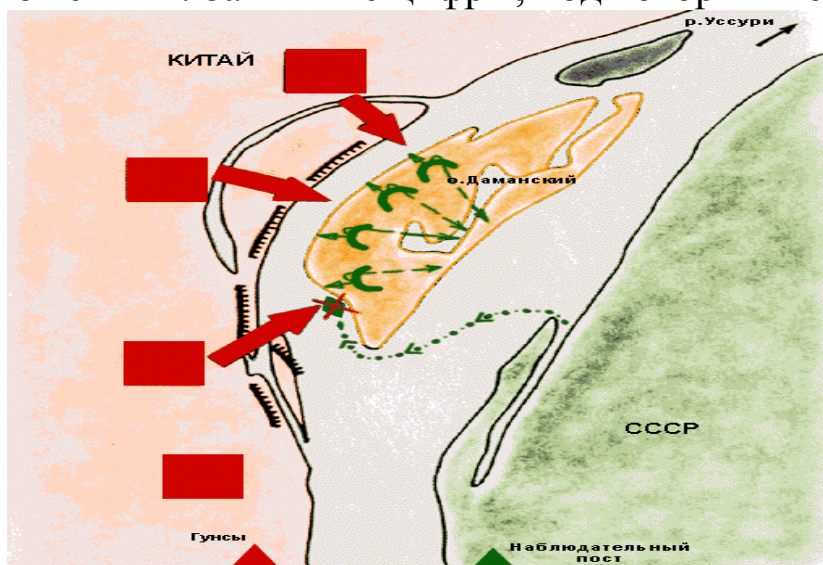 р.Уссури
КИТАЙ
о.Даманский
СССР
Гунсы
Наблюдательный
пост